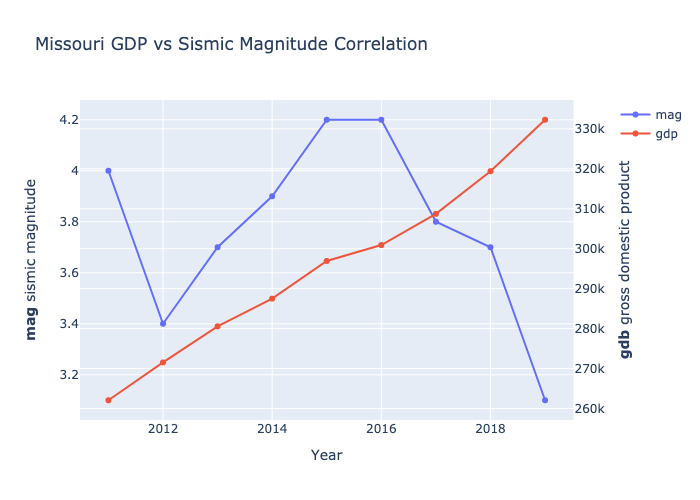 Missouri GDP vs Sismic Magnitude Correlation
mag
gdp
4.2
4
3.8
3.6
3.4
3.2
mag sismic magnitude
330k
320k
310k
300k
290k
280k
270k
260k
gdb gross domestic product
2012
2014
2016
2018
Year